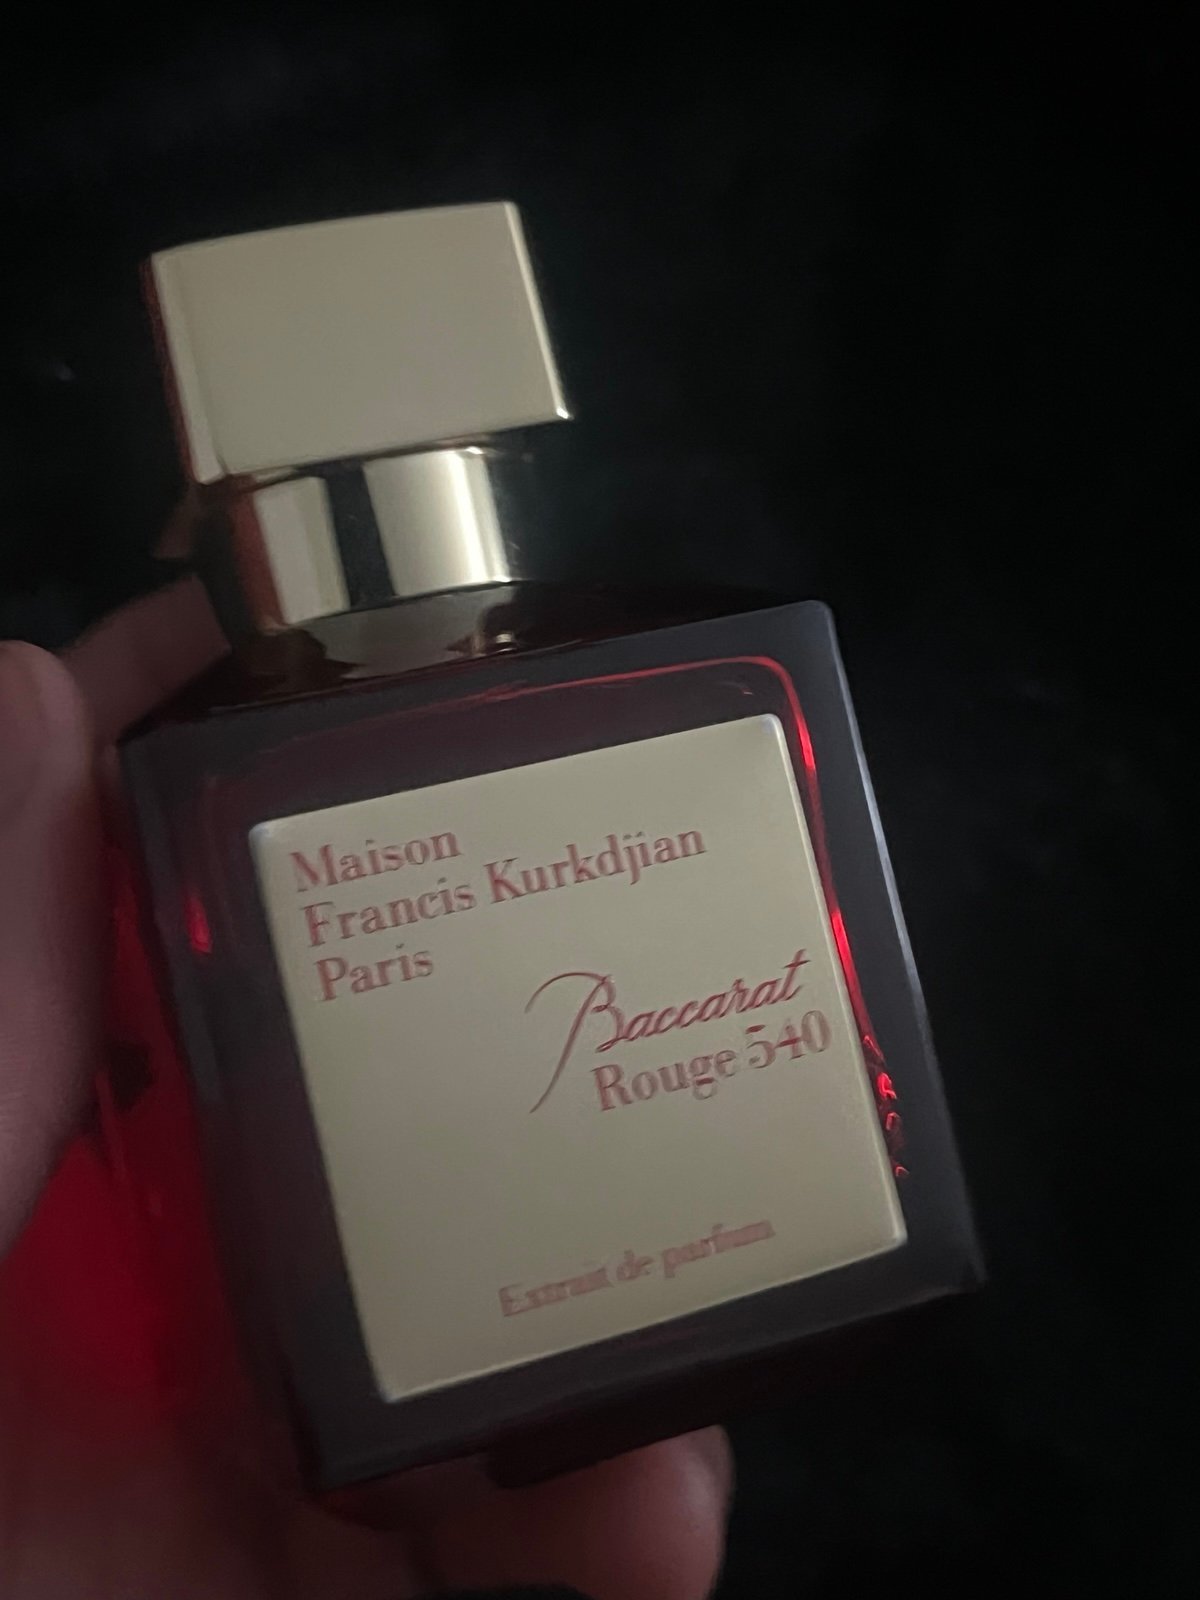 Maison
Francis Kurkdjian
Paris
Baccarat
Rouge 540
Extrait de parfum